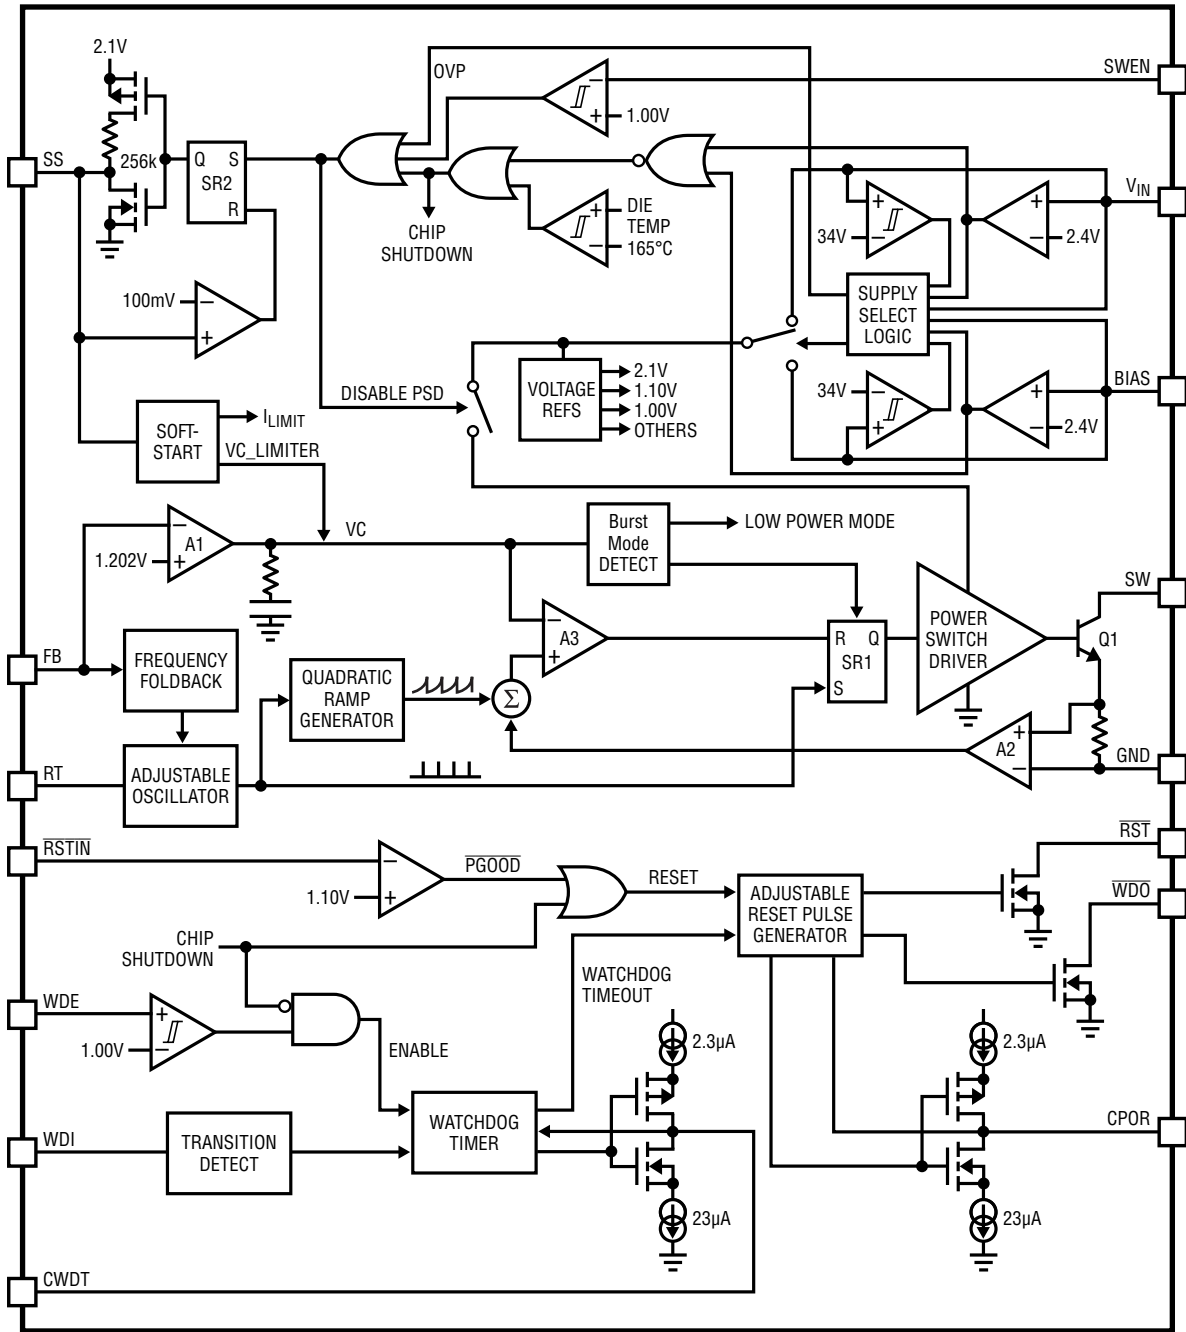 2.1V
OVP
SWEN
1.00V
SS
256k
Q
S
SR2
R
CHIP
SHUTDOWN
DIE
TEMP
165°C
VIN
34V
2.4V
100mV
SUPPLY
SELECT
LOGIC
DISABLE PSD
VOLTAGE
REFS
2.1V
1.10V
1.00V
OTHERS
34V
2.4V
BIAS
SOFT-
START
ILIMIT
VC_LIMITER
A1
1.202V
VC
Burst
Mode
DETECT
LOW POWER MODE
SW
POWER
SWITCH
DRIVER
Q1
A3
R
Q
SR1
S
FB
FREQUENCY
FOLDBACK
QUADRATIC
RAMP
GENERATOR
Σ
A2
GND
RT
ADJUSTABLE
OSCILLATOR
RSTIN
PGOOD
1.10V
RESET
ADJUSTABLE
RESET PULSE
GENERATOR
RST
WDO
CHIP
SHUTDOWN
WATCHDOG
TIMEOUT
WDE
1.00V
ENABLE
2.3µA
2.3µA
WDI
TRANSITION
DETECT
WATCHDOG
TIMER
CPOR
23µA
23µA
CWDT